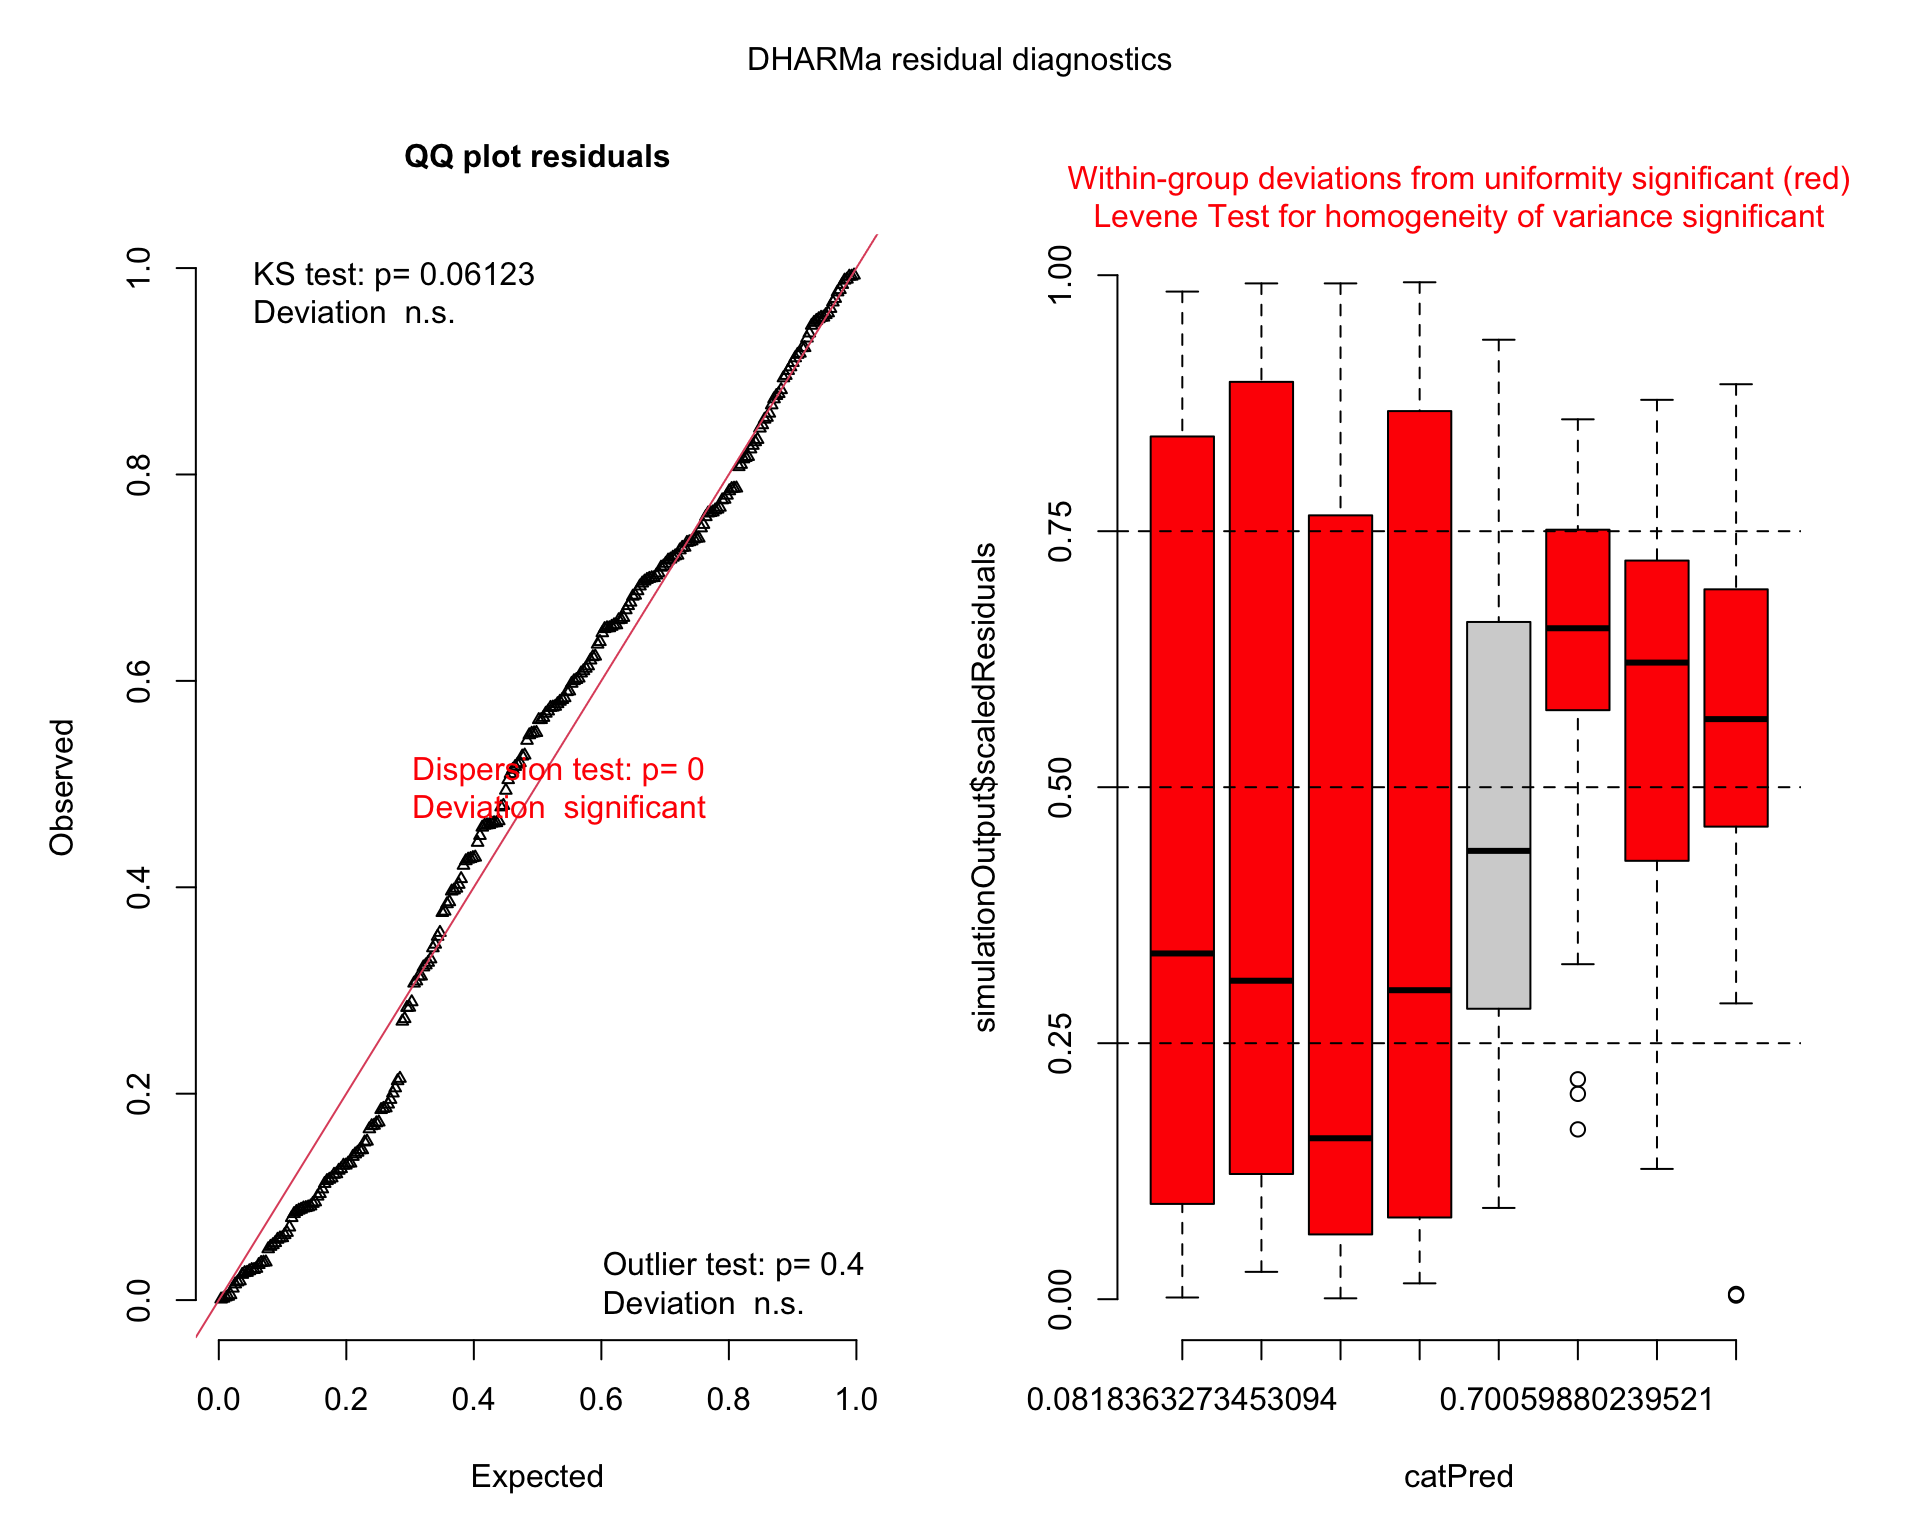 DHARMa residual diagnostics
QQ plot residuals
KS test: p= 0.06123
Deviation  n.s.
Dispersion test: p= 0
Deviation  significant
Outlier test: p= 0.4
Deviation  n.s.
Observed
0.0
0.2
0.4
0.6
0.8
1.0
0.0 0.2 0.4 0.6 0.8 1.0
Expected
Within-group deviations from uniformity significant (red)
Levene Test for homogeneity of variance significant
simulationOutput$scaledResiduals
0.00
0.25
0.50
0.75
1.00
0.0818363273453094 0.70059880239521
catPred